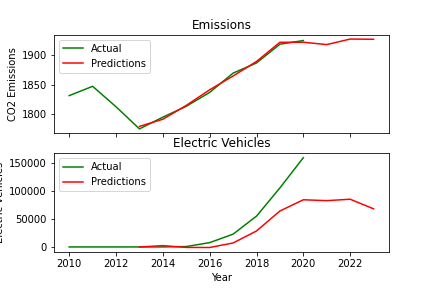 Emissions
CO2 Emissions
1900
1850
1800
Actual
Predictions
Electric Vehicles
Electric Vehicles
150000
100000
50000
0
Actual
Predictions
2010 2012 2014 2016 2018 2020 2022
Year